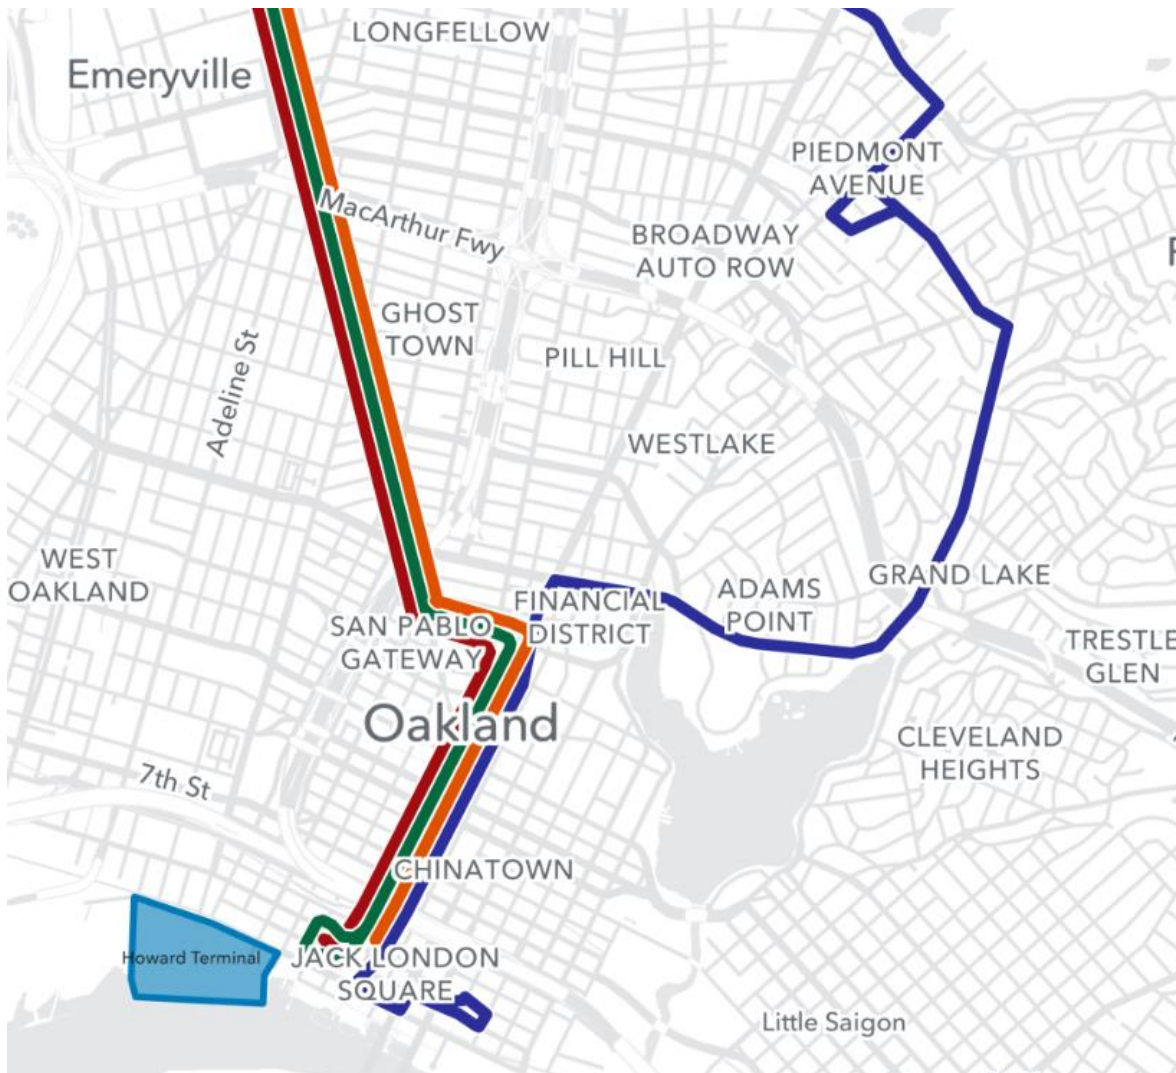 LONGFELLOW
Emeryville
PIEDMONT
AVENUE
MacArthur Fwy
BROADWAY
AUTO ROW
GHOST
TOWN
PILL HILL
Adeline St
WESTLAKE
WEST
OAKLAND
GRAND LAKE
ADAMS
POINT
FINANCIAL
DISTRICT
SAN PABLO
GATEWAY
TRESTLE
GLEN
Oakland
CLEVELAND
HEIGHTS
7th St
CHINATOWN
Howard Terminal
JACK LONDON
SQUARE
Little Saigon